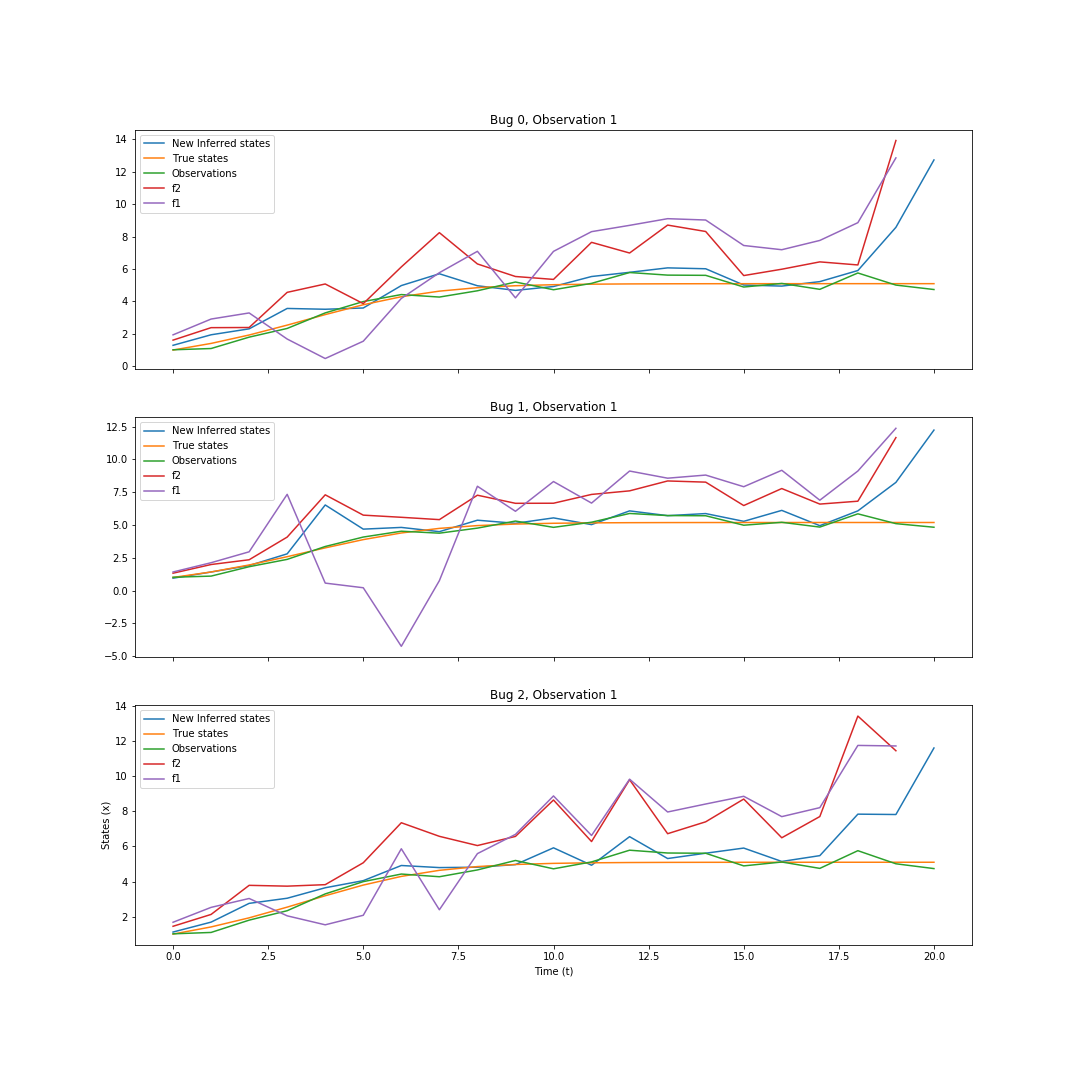 Bug 0, Observation 1
14
12
10
8
6
4
2
0
New Inferred states
True states
Observations
f2
f1
Bug 1, Observation 1
12.5
10.0
7.5
5.0
2.5
0.0
−2.5
−5.0
New Inferred states
True states
Observations
f2
f1
Bug 2, Observation 1
14
12
10
8
6
4
2
States (x)
New Inferred states
True states
Observations
f2
f1
0.0 2.5 5.0 7.5 10.0 12.5 15.0 17.5 20.0
Time (t)